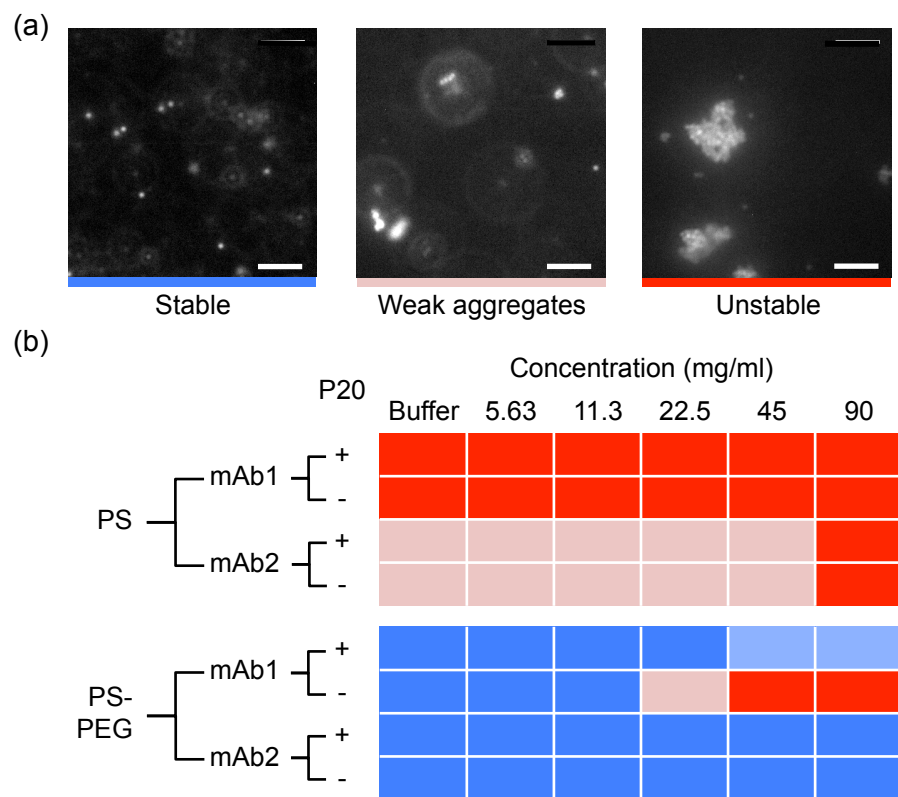 (a)
Stable
Weak aggregates
Unstable
(b)
Concentration (mg/ml)
P20
Buffer 5.63 11.3 22.5 45 90
+
mAb1
-
PS
+
mAb2
-
+
mAb1
-
PS-
PEG
+
mAb2
-